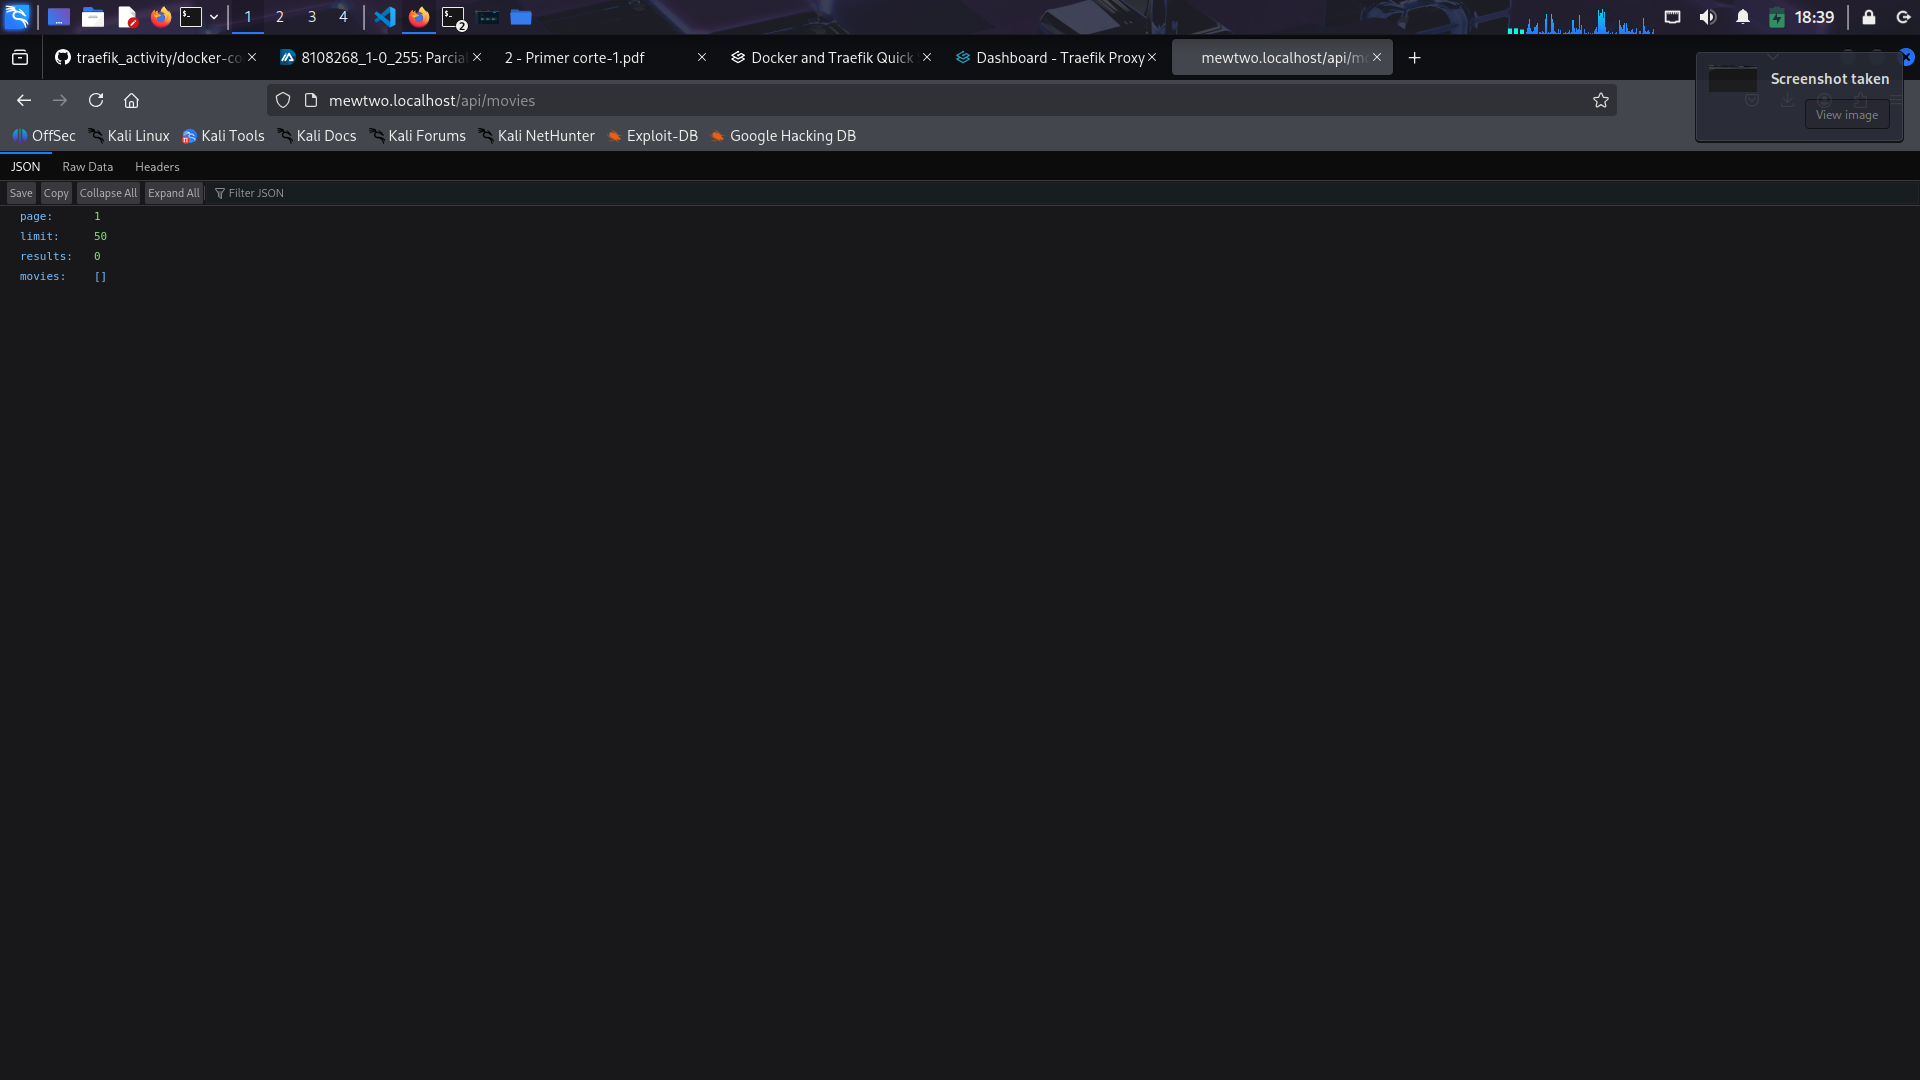 1 2 3 4 2 18:39
traefik_activity/docker-co 8108268_1-0_255: Parcia 2 - Primer corte-1.pdf Docker and Traefik Quick Dashboard - Traefik Proxy mewtwo.localhost/api/mo
Screenshot taken
View image
mewtwo.localhost/api/movies
OffSec Kali Linux Kali Tools Kali Docs Kali Forums Kali NetHunter Exploit-DB Google Hacking DB
JSON Raw Data Headers
Save Copy Collapse All Expand All Filter JSON
page: 1
limit: 50
results: 0
movies: []